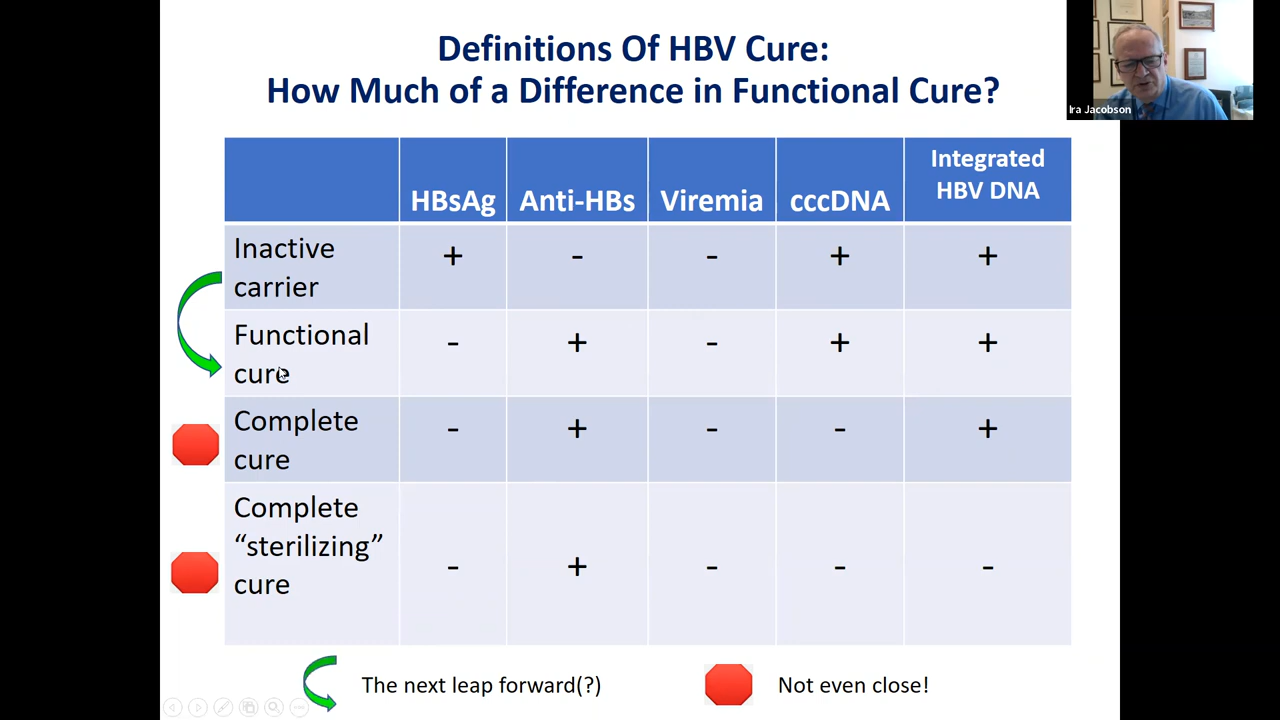 Definitions Of HBV Cure:
How Much of a Difference in Functional Cure?
Ira Jacobson
HBsAg Anti-HBs Viremia cccDNA Integrated HBV DNA
Inactive carrier + - - + +
Functional cure - + - + +
Complete cure - + - - +
Complete “sterilizing” cure - + - - -
The next leap forward(?)
Not even close!